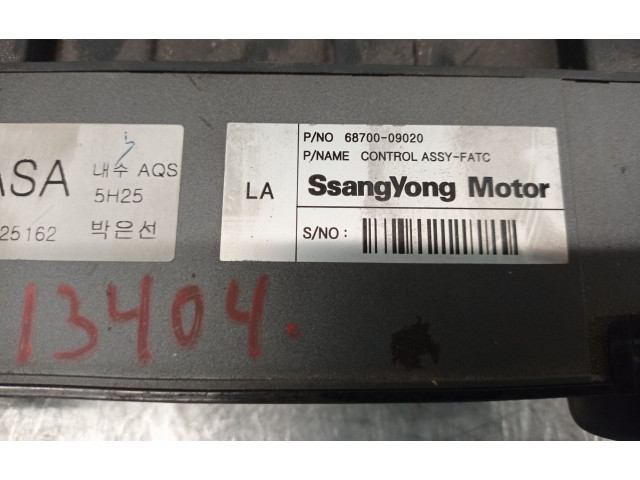 ASA 내수 AQS
5H25
25162 박은선
LA
P/NO 68700-09020
P/NAME CONTROL ASSY-FATC
SsangYong Motor
S/NO :
13404.